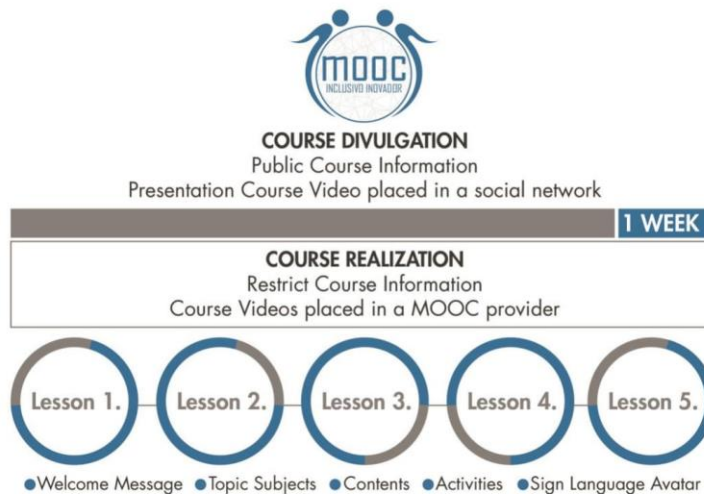 MOOC
INCLUSIVO INOVADOR
COURSE DIVULGATION
Public Course Information
Presentation Course Video placed in a social network
1 WEEK
COURSE REALIZATION
Restrict Course Information
Course Videos placed in a MOOC provider
Lesson 1. Lesson 2. Lesson 3. Lesson 4. Lesson 5.
●Welcome Message ●Topic Subjects ●Contents ●Activities ●Sign Language Avatar